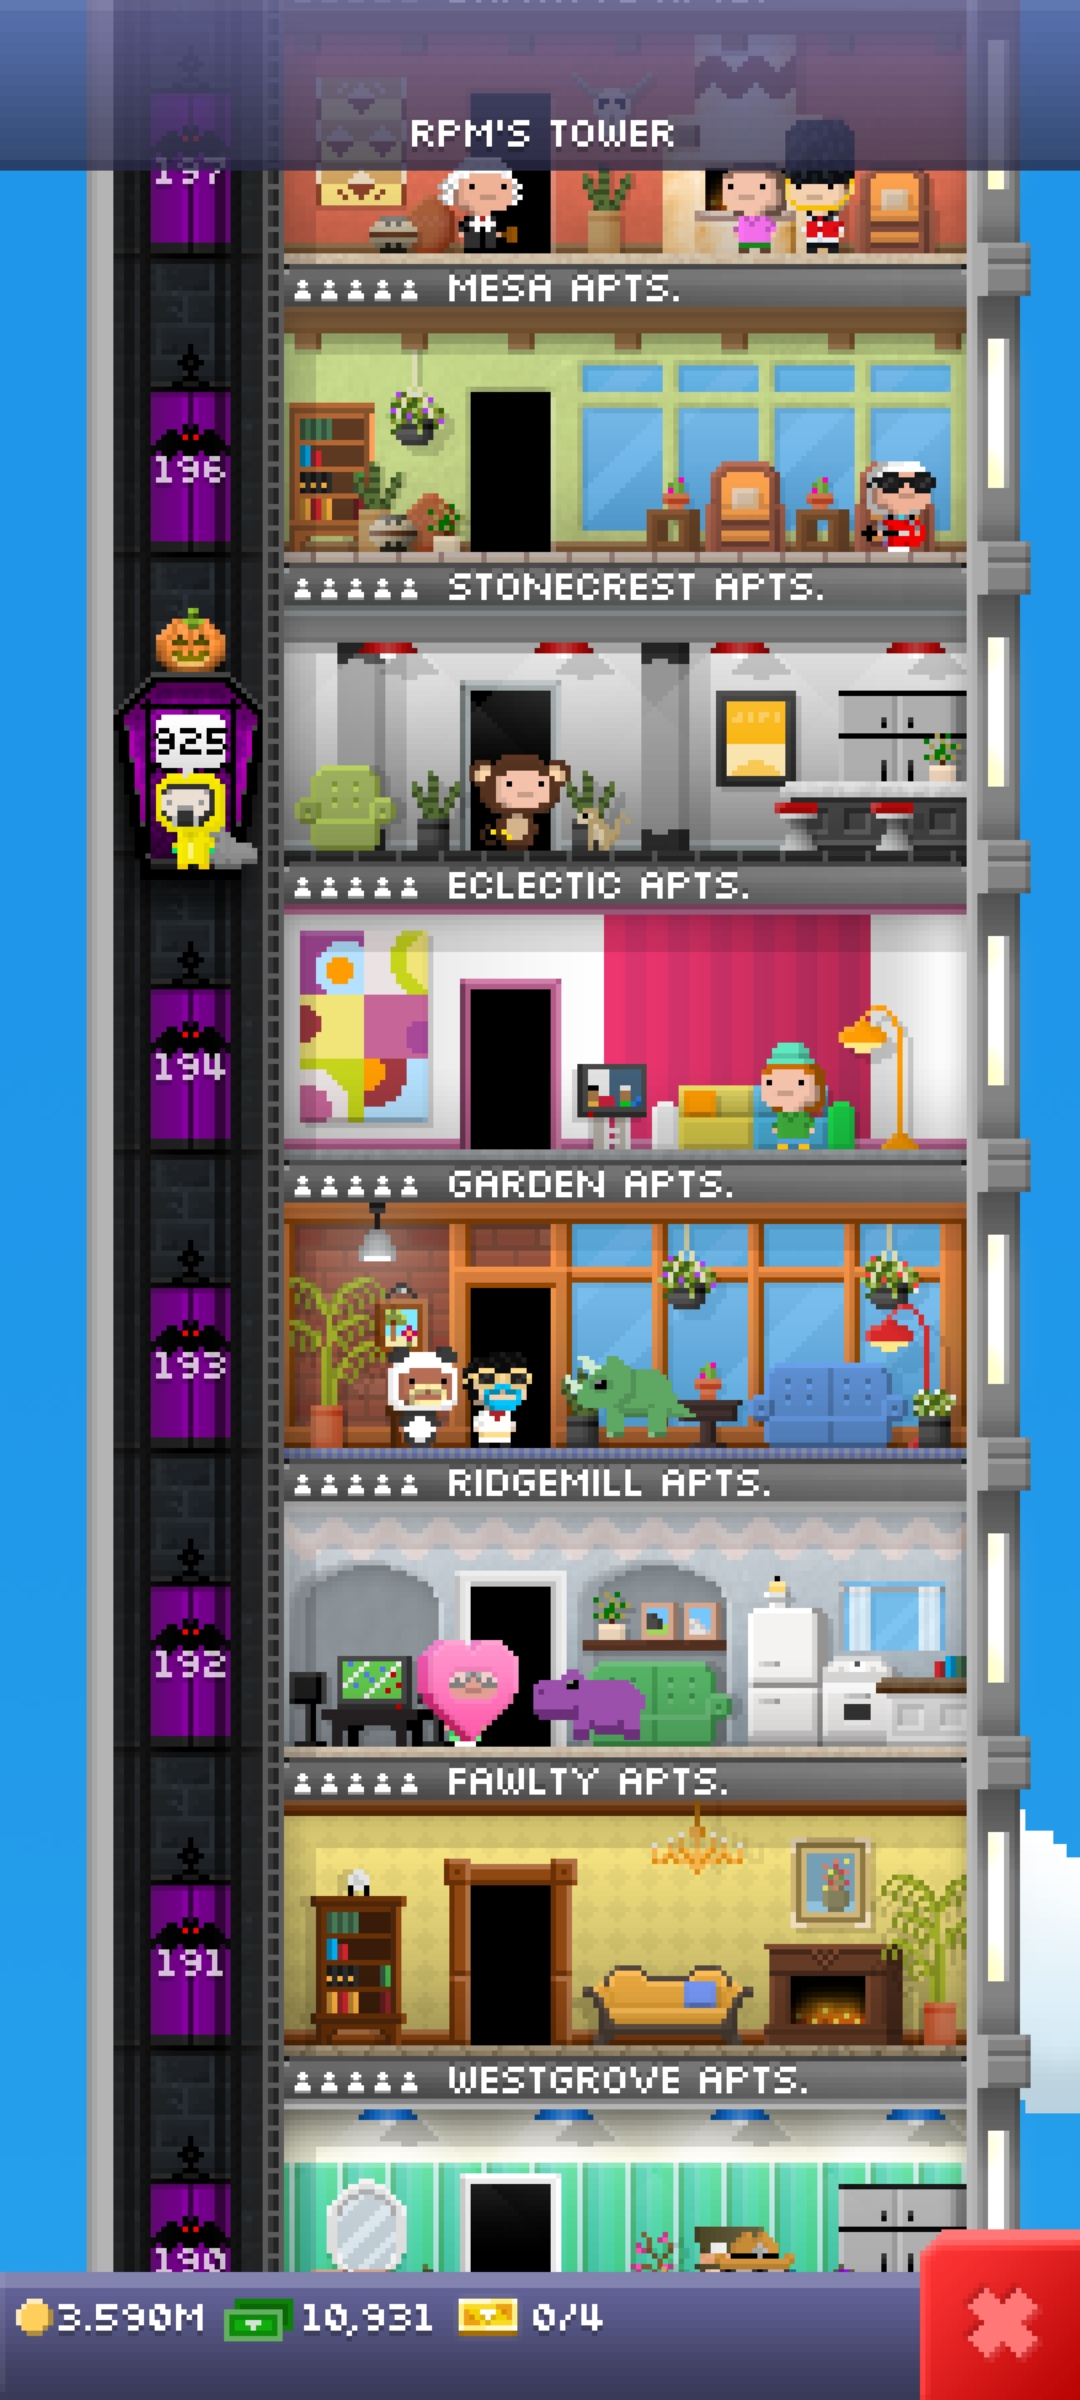 RPM'S TOWER
197
MESA APTS.
196
STONECREST APTS.
925
ECLECTIC APTS.
194
GARDEN APTS.
193
RIDGEMILL APTS.
192
FAWLTY APTS.
191
WESTGROVE APTS.
190
3.590M 10,931 0/4